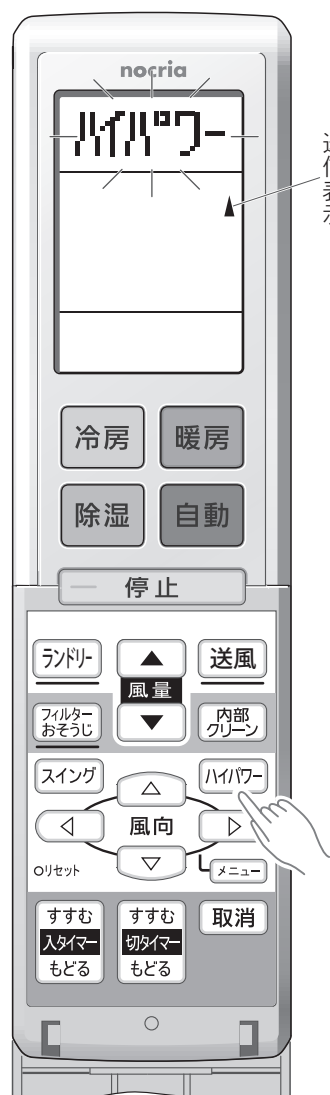 nocria
ハイパワー
送信表示
冷房
暖房
除湿
自動
停止
ランドリー
▲
風量
▼
送風
フィルター
おそうじ
内部
クリーン
スイング
ハイパワー
△
◁
風向
▷
▽
リセット
メニュー
すすむ
入タイマー
もどる
すすむ
切タイマー
もどる
取消